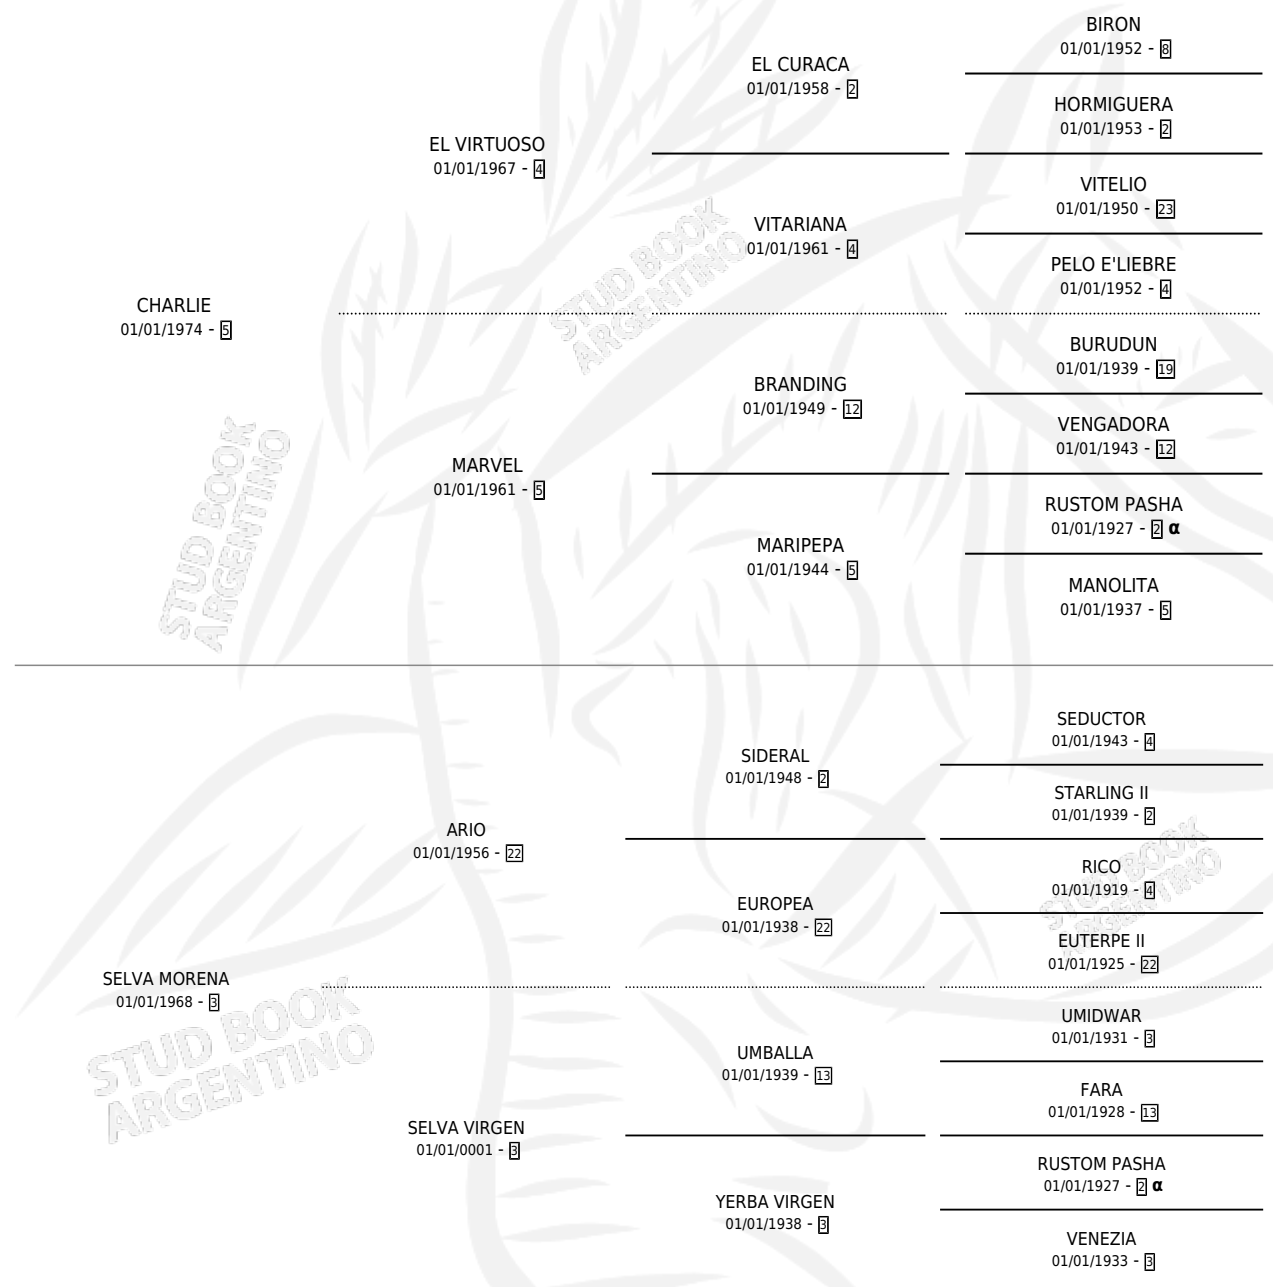 BIRON
01/01/1952 - 8
EL CURACA
01/01/1958 - 2
HORMIGUERA
01/01/1953 - 2
EL VIRTUOSO
01/01/1967 - 4
VITELIO
01/01/1950 - 23
VITARIANA
01/01/1961 - 4
PELO E'LIEBRE
01/01/1952 - 4
CHARLIE
01/01/1974 - 5
BURUDUN
01/01/1939 - 19
BRANDING
01/01/1949 - 12
VENGADORA
01/01/1943 - 12
MARVEL
01/01/1961 - 5
RUSTOM PASHA
01/01/1927 - 2 α
MARIPEPA
01/01/1944 - 5
MANOLITA
01/01/1937 - 5
SEDUCTOR
01/01/1943 - 4
SIDERAL
01/01/1948 - 2
STARLING II
01/01/1939 - 2
ARIO
01/01/1956 - 22
RICO
01/01/1919 - 4
EUROPEA
01/01/1938 - 22
EUTERPE II
01/01/1925 - 22
SELVA MORENA
01/01/1968 - 3
UMIDWAR
01/01/1931 - 3
UMBALLA
01/01/1939 - 13
FARA
01/01/1928 - 13
SELVA VIRGEN
01/01/0001 - 3
RUSTOM PASHA
01/01/1927 - 2 α
YERBA VIRGEN
01/01/1938 - 3
VENEZIA
01/01/1933 - 3
STUD BOOK
ARGENTINO
STUD BOOK
ARGENTINO
STUD BOOK
ARGENTINO
STUD BOOK
ARGENTINO